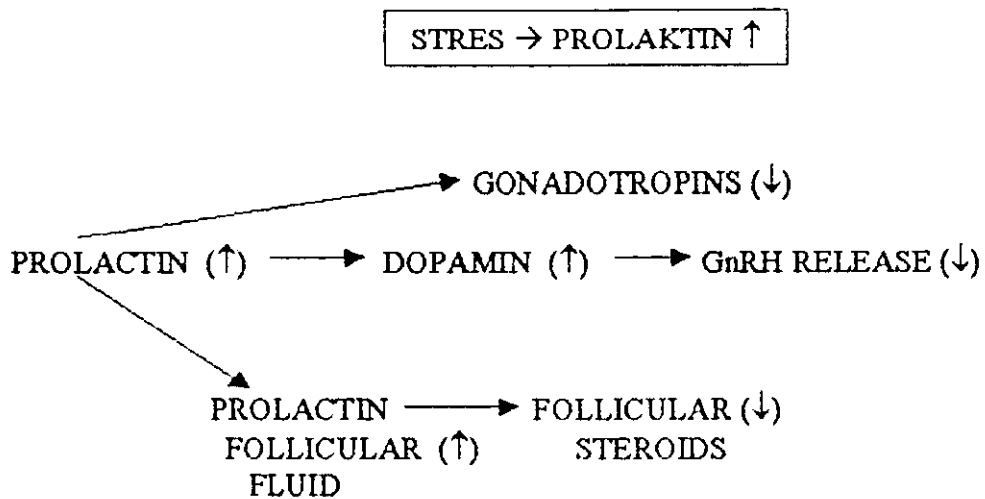 STRES → PROLAKTIN ↑
GONADOTROPINS (↓)
PROLACTIN (↑) DOPAMIN (↑) GnRH RELEASE (↓)
PROLACTIN FOLLICULAR (↓)
FOLLICULAR (↑) STEROIDS
FLUID